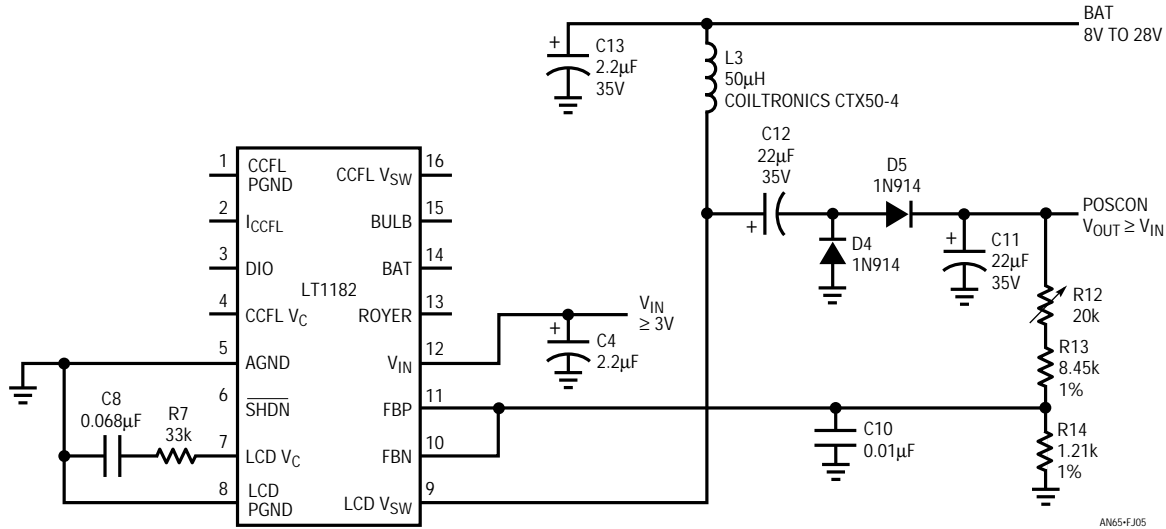 BAT
8V TO 28V
C13
2.2µF
35V
L3
50µH
COILTRONICS CTX50-4
C12
22µF
35V
D5
1N914
POSCON
VOUT ≥ VIN
D4
1N914
C11
22µF
35V
R12
20k
R13
8.45k
1%
R14
1.21k
1%
C10
0.01µF
VIN
≥ 3V
C4
2.2µF
LT1182
1
CCFL
PGND
2
ICCFL
3
DIO
4
CCFL VC
5
AGND
6
SHDN
7
LCD VC
8
LCD
PGND
16
CCFL VSW
15
BULB
14
BAT
13
ROYER
12
VIN
11
FBP
10
FBN
9
LCD VSW
C8
0.068µF
R7
33k
+
+
+
+
AN65•FJ05